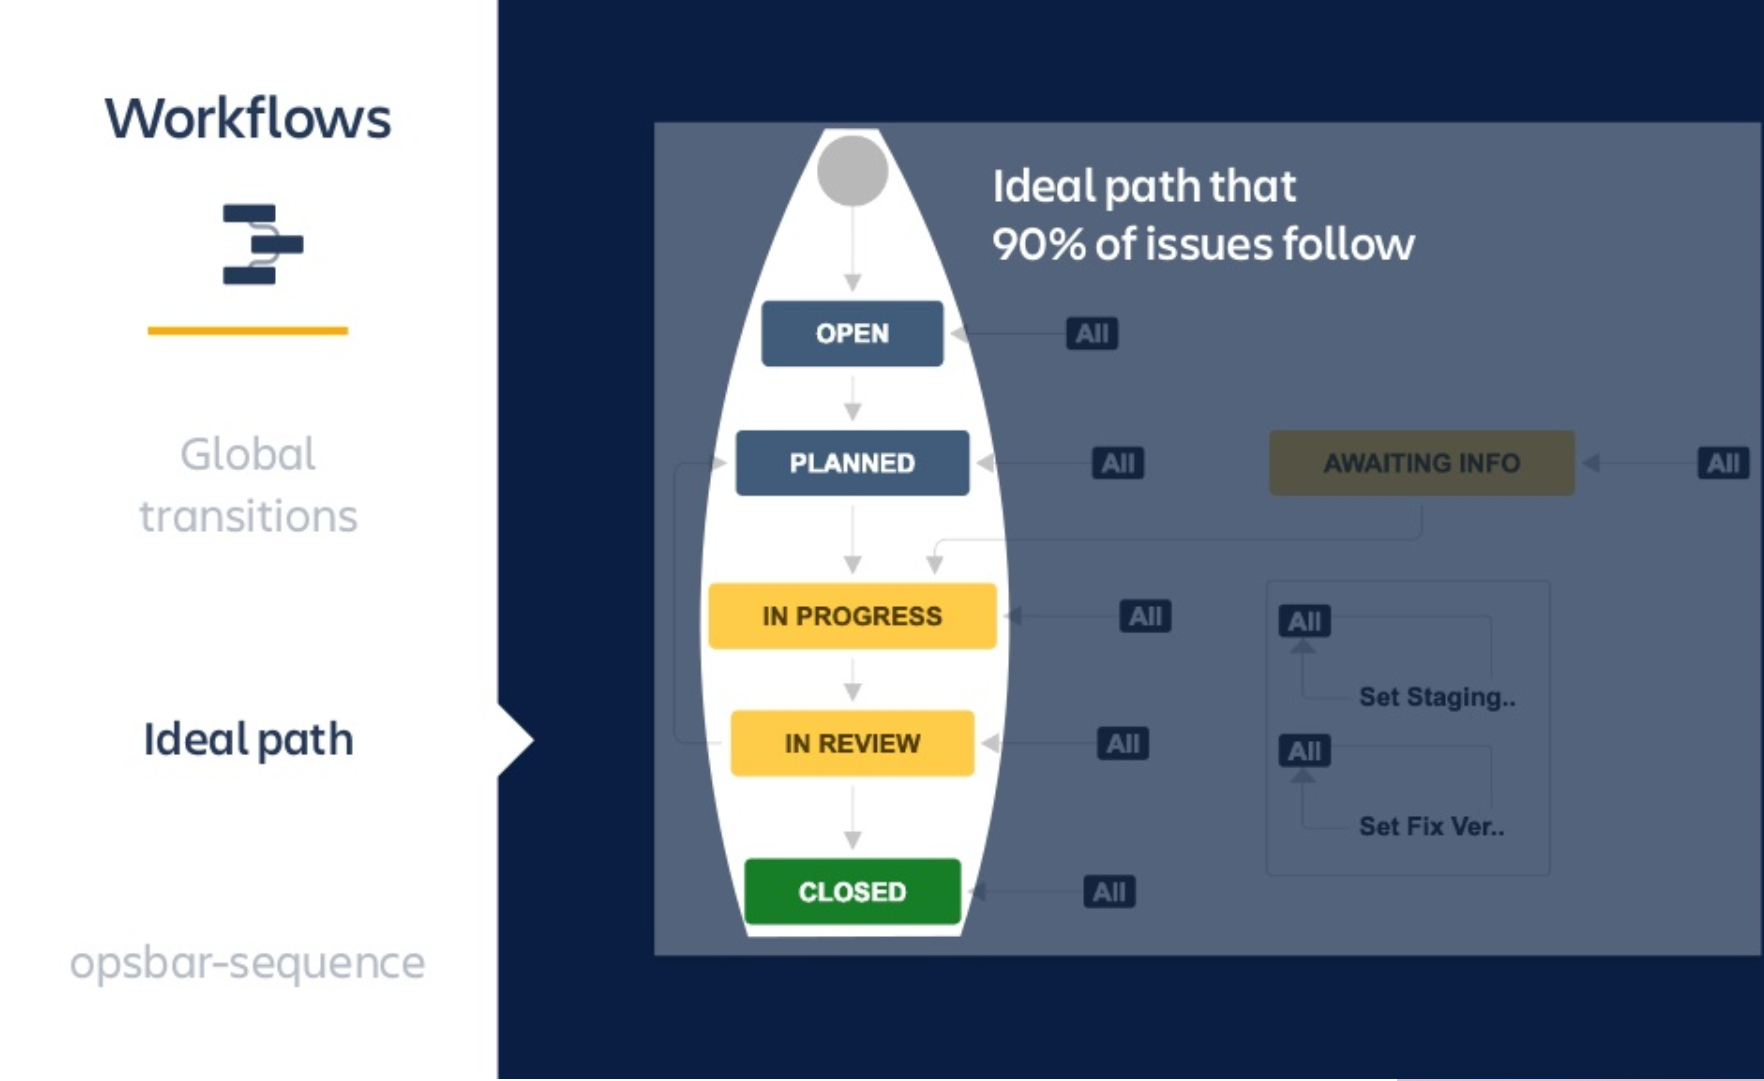 Workflows
Global
transitions
Ideal path
opsbar-sequence
Ideal path that
90% of issues follow
OPEN
All
PLANNED
All
AWAITING INFO
All
IN PROGRESS
All
All
Set Staging..
IN REVIEW
All
All
Set Fix Ver..
CLOSED
All